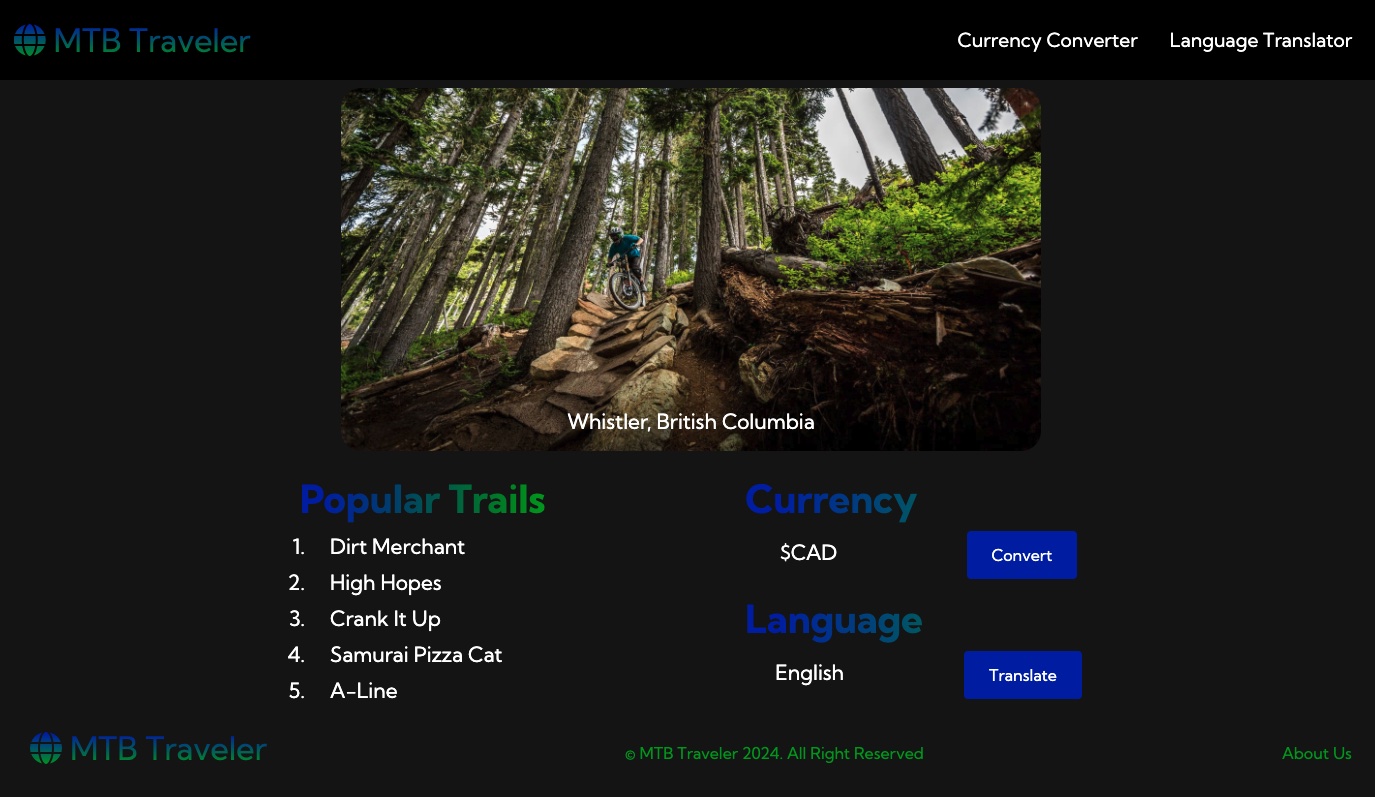 MTB Traveler
Currency Converter
Language Translator
Whistler, British Columbia
Popular Trails
1. Dirt Merchant
2. High Hopes
3. Crank It Up
4. Samurai Pizza Cat
5. A-Line
Currency
$CAD
Convert
Language
English
Translate
MTB Traveler
© MTB Traveler 2024. All Right Reserved
About Us